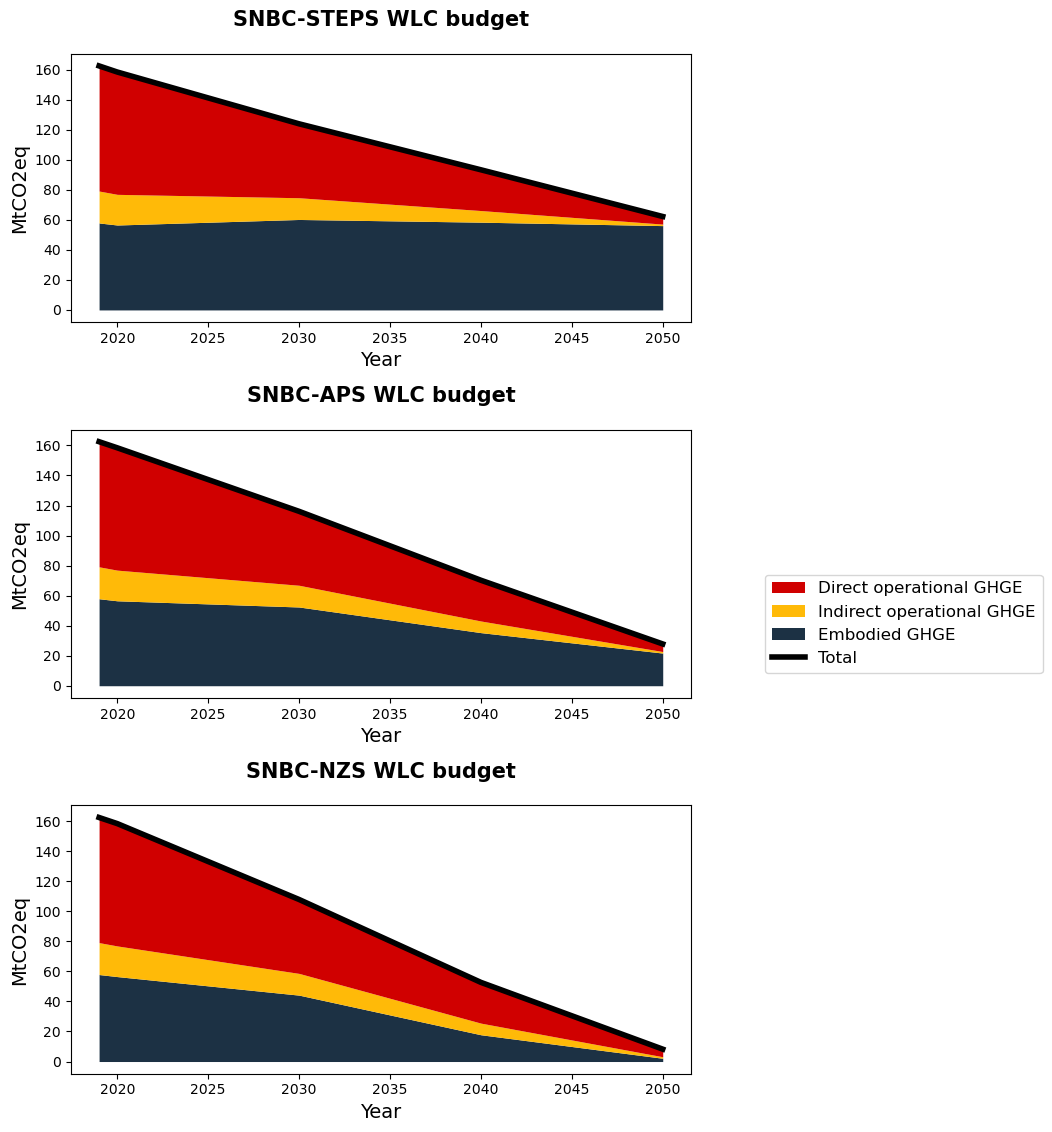 SNBC-STEPS WLC budget
160
140
120
100
80
60
40
20
0
MtCO2eq
2020 2025 2030 2035 2040 2045 2050
Year
SNBC-APS WLC budget
160
140
120
100
80
60
40
20
0
MtCO2eq
2020 2025 2030 2035 2040 2045 2050
Year
Direct operational GHGE
Indirect operational GHGE
Embodied GHGE
Total
SNBC-NZS WLC budget
160
140
120
100
80
60
40
20
0
MtCO2eq
2020 2025 2030 2035 2040 2045 2050
Year